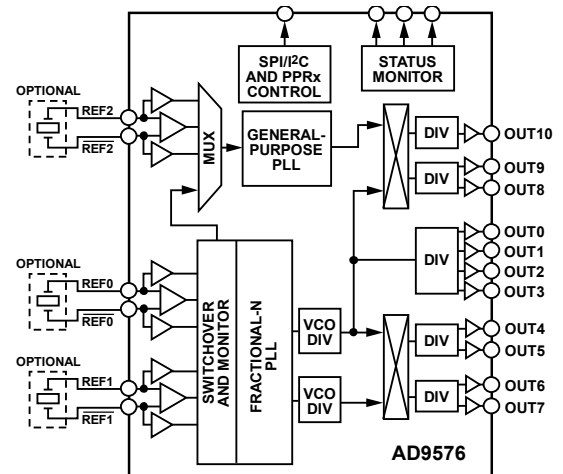 SPI/I2C
AND PPRx
CONTROL
STATUS
MONITOR
OPTIONAL
REF2
REF2
MUX
GENERAL-
PURPOSE
PLL
DIV
OUT10
DIV
OUT9
OUT8
DIV
OUT0
OUT1
OUT2
OUT3
OPTIONAL
REF0
REF0
SWITCHOVER
AND MONITOR
FRACTIONAL-N
PLL
VCO
DIV
DIV
OUT4
OUT5
OPTIONAL
REF1
REF1
VCO
DIV
DIV
OUT6
OUT7
AD9576